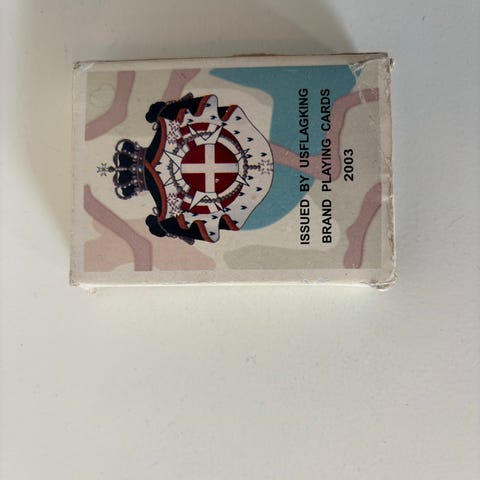 ISSUED BY USFLAGKING
BRAND PLAYING CARDS
2003